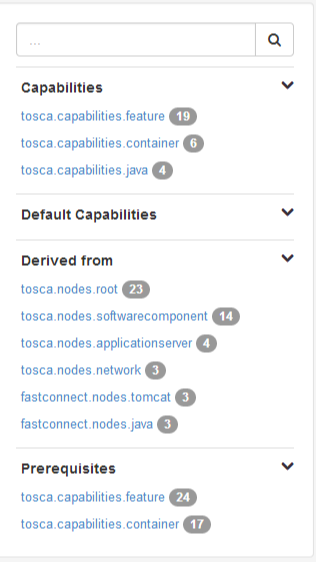 ...
Capabilities
tosca.capabilities.feature 19
tosca.capabilities.container 6
tosca.capabilities.java 4
Default Capabilities
Derived from
tosca.nodes.root 23
tosca.nodes.softwarecomponent 14
tosca.nodes.applicationserver 4
tosca.nodes.network 3
fastconnect.nodes.tomcat 3
fastconnect.nodes.java 3
Prerequisites
tosca.capabilities.feature 24
tosca.capabilities.container 17